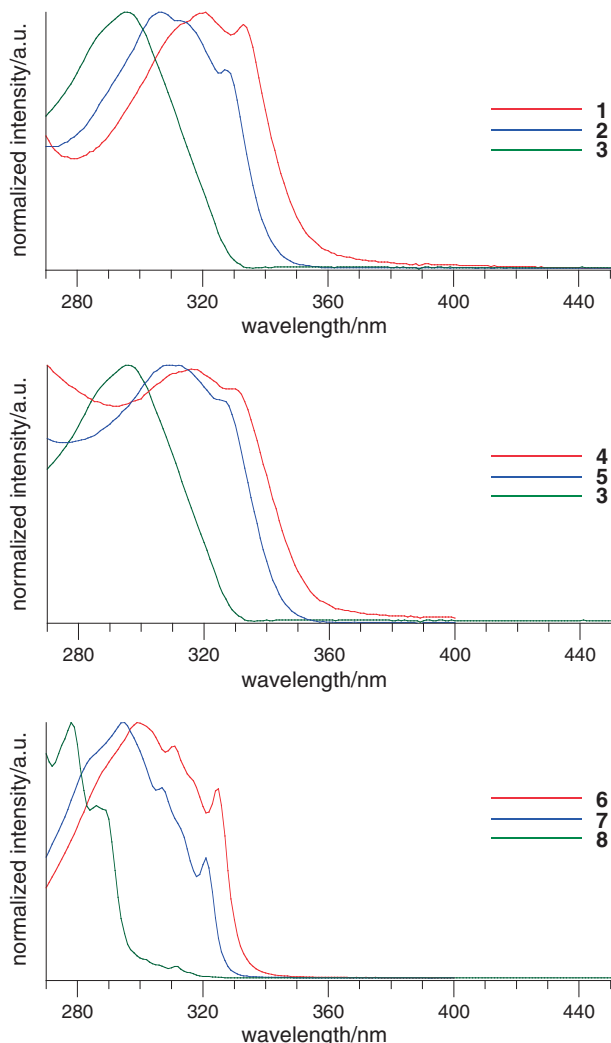 normalized intensity/a.u.
1
2
3
280 320 360 400 440
wavelength/nm
normalized intensity/a.u.
4
5
3
280 320 360 400 440
wavelength/nm
normalized intensity/a.u.
6
7
8
280 320 360 400 440
wavelength/nm